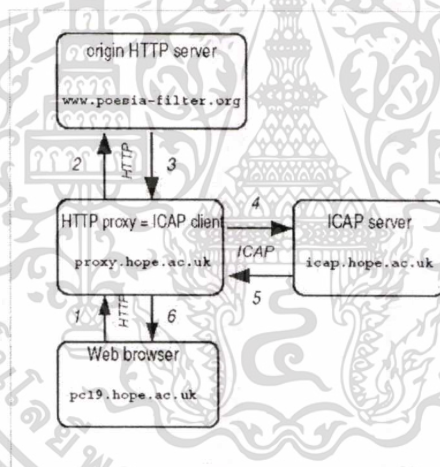 origin HTTP server
www.poesia-filter.org
2
HTTP
3
HTTP proxy = ICAP client
proxy.hope.ac.uk
4
ICAP
5
ICAP server
icap.hope.ac.uk
1
HTTP
6
Web browser
pc19.hope.ac.uk